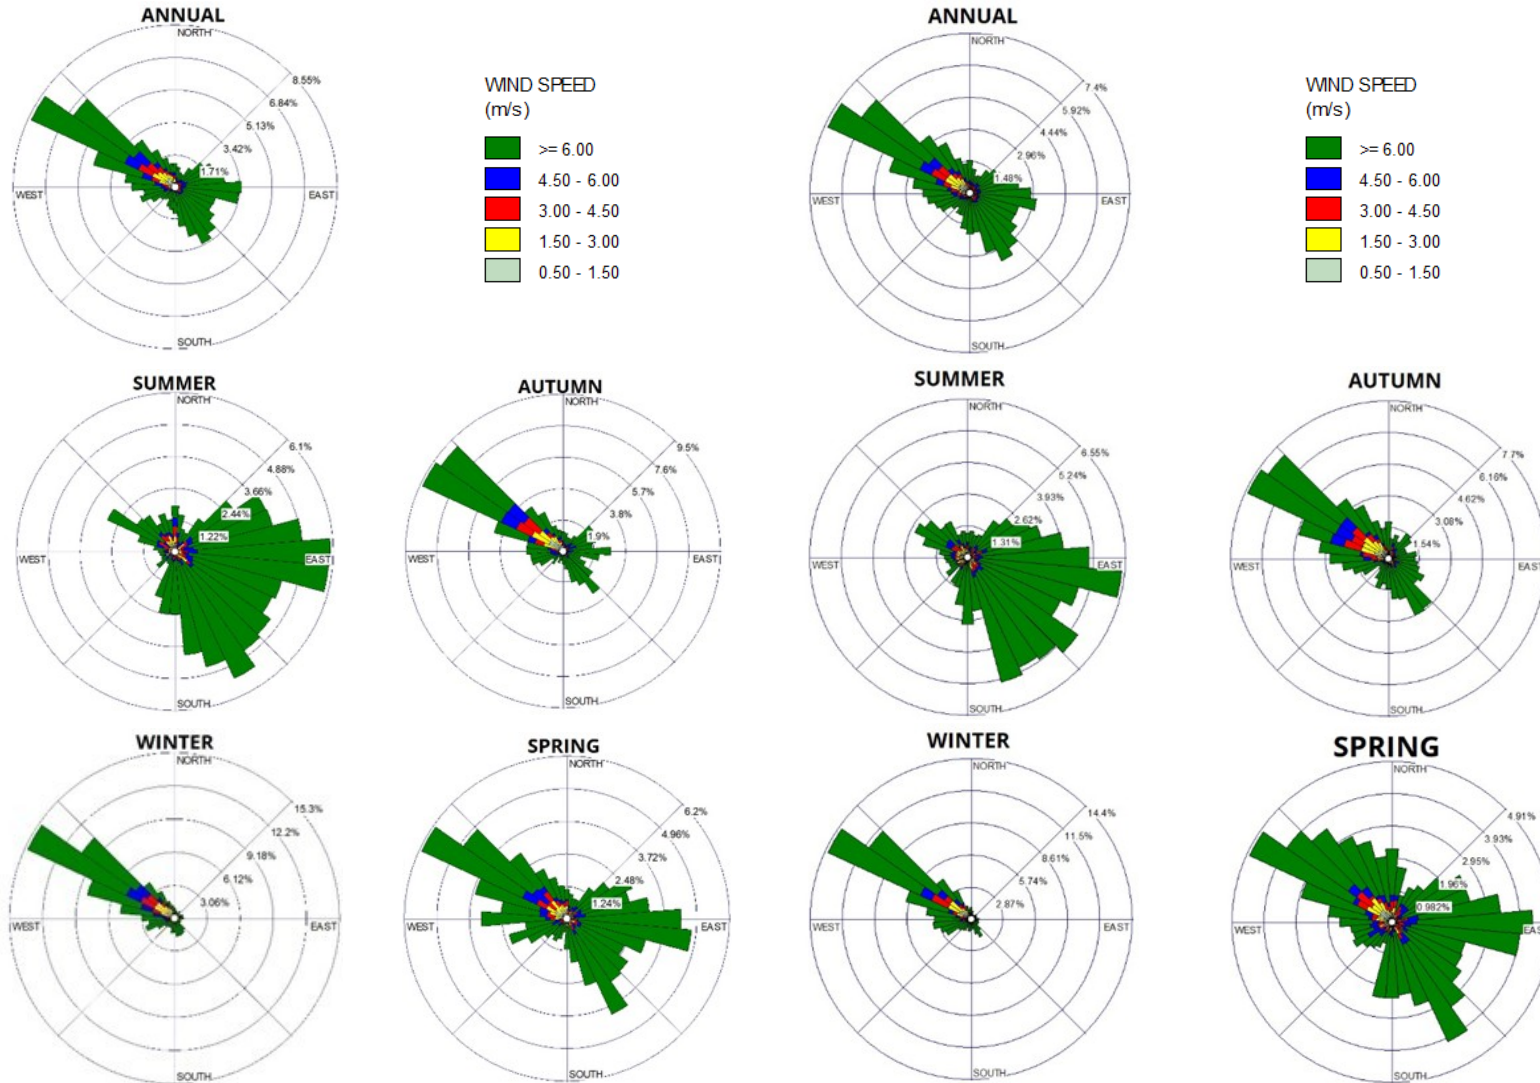 ANNUAL
NORTH
8.55%
6.84%
5.13%
3.42%
1.71%
WEST
EAST
SOUTH
WIND SPEED
(m/s)
>= 6.00
4.50 - 6.00
3.00 - 4.50
1.50 - 3.00
0.50 - 1.50
ANNUAL
NORTH
7.4%
5.92%
4.44%
2.96%
1.48%
WEST
EAST
SOUTH
WIND SPEED
(m/s)
>= 6.00
4.50 - 6.00
3.00 - 4.50
1.50 - 3.00
0.50 - 1.50
SUMMER
NORTH
6.1%
4.88%
3.66%
2.44%
1.22%
WEST
EAST
SOUTH
AUTUMN
NORTH
9.5%
7.6%
5.7%
3.8%
1.9%
WEST
EAST
SOUTH
SUMMER
NORTH
6.55%
5.24%
3.93%
2.62%
1.31%
WEST
EAST
SOUTH
AUTUMN
NORTH
7.7%
6.16%
4.62%
3.08%
1.54%
WEST
EAST
SOUTH
WINTER
NORTH
15.3%
12.2%
9.18%
6.12%
3.06%
WEST
EAST
SOUTH
SPRING
NORTH
6.2%
4.96%
3.72%
2.48%
1.24%
WEST
EAST
SOUTH
WINTER
NORTH
14.4%
11.5%
8.61%
5.74%
2.87%
WEST
EAST
SOUTH
SPRING
NORTH
4.91%
3.93%
2.95%
1.96%
0.982%
WEST
EAST
SOUTH